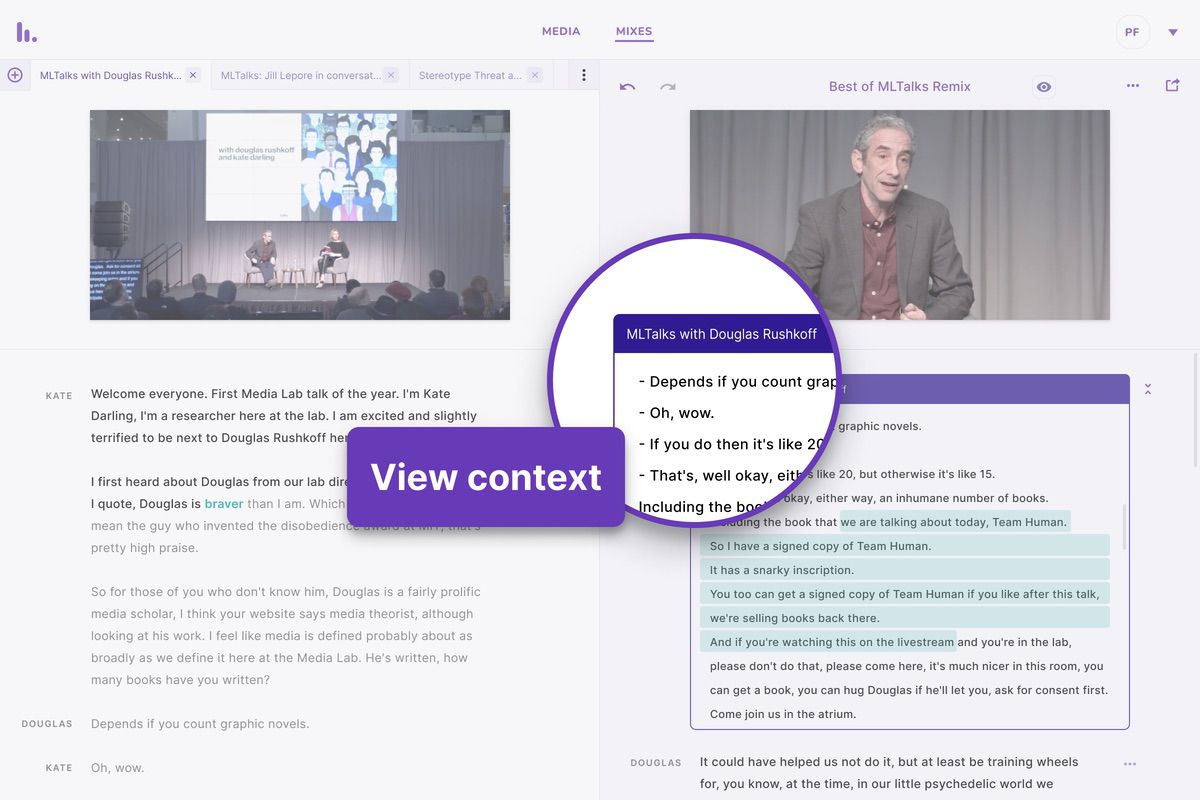 MEDIA
MIXES
PF
MLTalks with Douglas Rushk...
MLTalks: Jill Lepore in conversat...
Stereotype Threat a...
Best of MLTalks Remix
with douglas rushkoff
and kate darling
MLTalks with Douglas Rushkoff
- Depends if you count grap
- Oh, wow.
- If you do then it's like 20
- That's, well okay, eith
Including the boo
View context
KATE
Welcome everyone. First Media Lab talk of the year. I'm Kate
Darling, I'm a researcher here at the lab. I am excited and slightly
terrified to be next to Douglas Rushkoff her
I first heard about Douglas from our lab dire
I quote, Douglas is braver than I am. Which
mean the guy who invented the disobedience award at MIT, that's
pretty high praise.
So for those of you who don't know him, Douglas is a fairly prolific
media scholar, I think your website says media theorist, although
looking at his work. I feel like media is defined probably about as
broadly as we define it here at the Media Lab. He's written, how
many books have you written?
DOUGLAS
Depends if you count graphic novels.
KATE
Oh, wow.
f
graphic novels.
s like 20, but otherwise it's like 15.
okay, either way, an inhumane number of books.
cluding the book that we are talking about today, Team Human.
So I have a signed copy of Team Human.
It has a snarky inscription.
You too can get a signed copy of Team Human if you like after this talk,
we're selling books back there.
And if you're watching this on the livestream and you're in the lab,
please don't do that, please come here, it's much nicer in this room, you
can get a book, you can hug Douglas if he'll let you, ask for consent first.
Come join us in the atrium.
DOUGLAS
It could have helped us not do it, but at least be training wheels
for, you know, at the time, in our little psychedelic world we